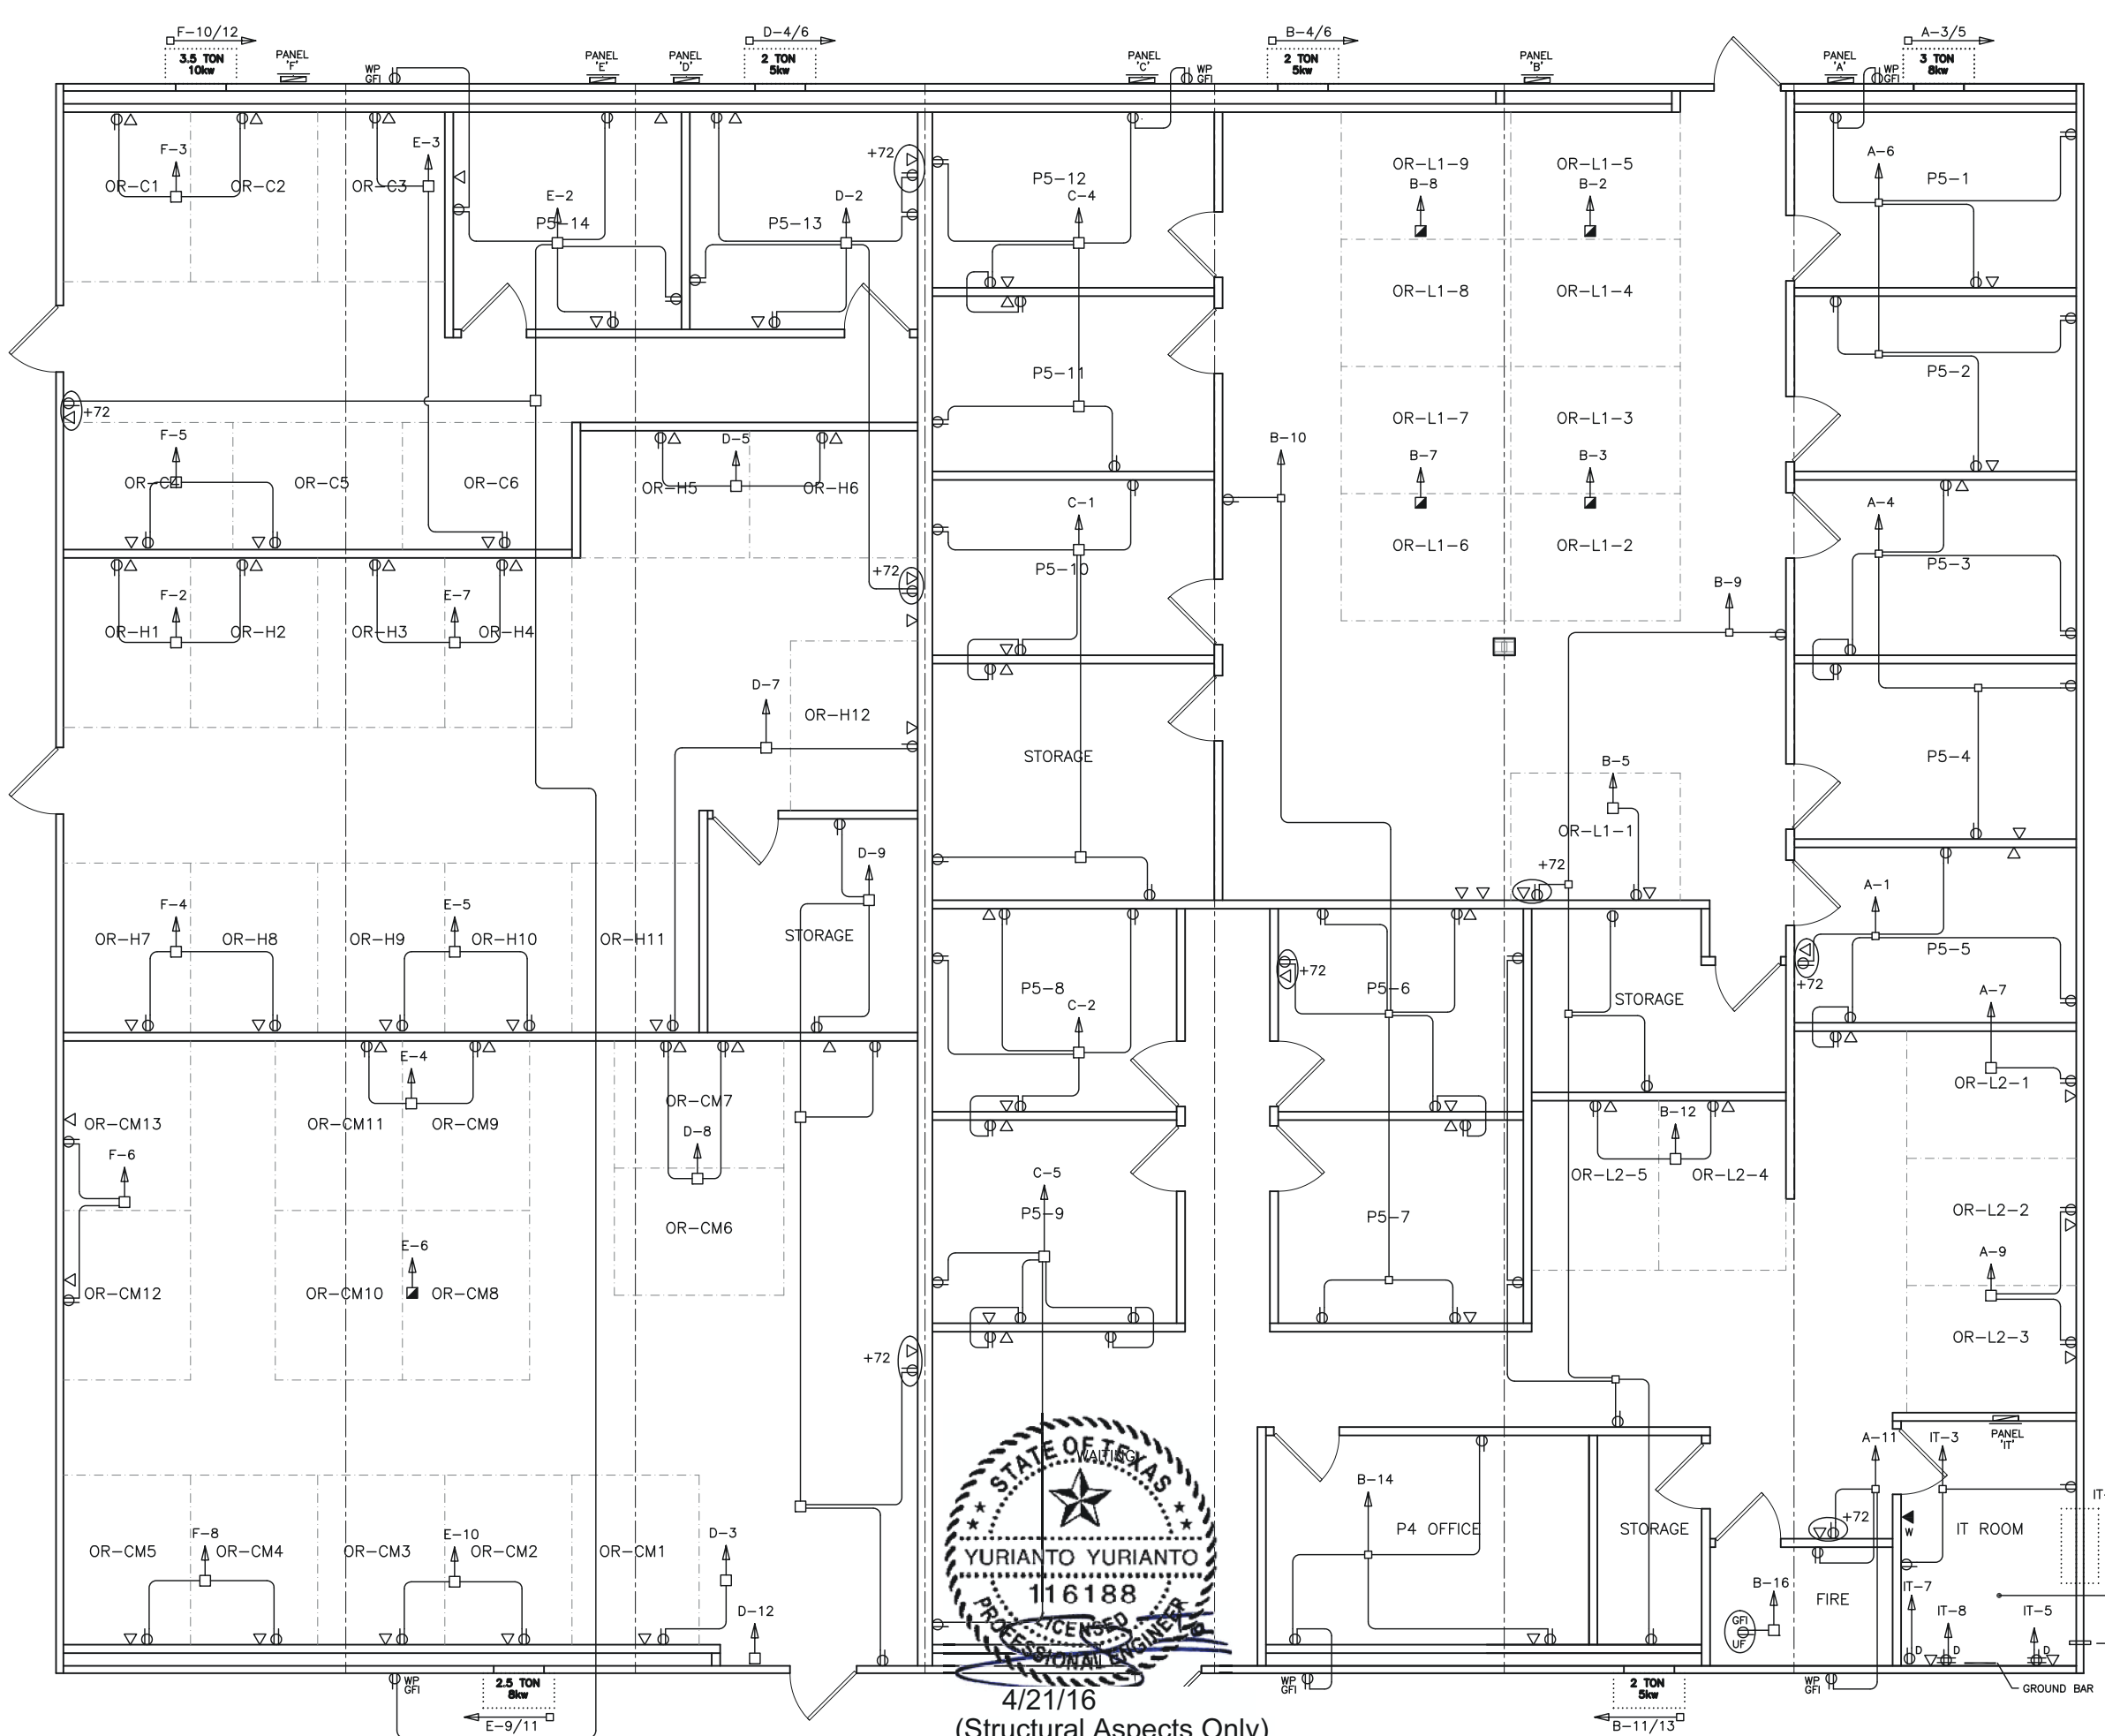 F-10/12
3.5 TON
10kw
PANEL
'F'
WP
GFI
PANEL
'E'
PANEL
'D'
D-4/6
2 TON
5kw
PANEL
'C'
WP
GFI
B-4/6
2 TON
5kw
PANEL
'B'
PANEL
'A'
WP
GFI
A-3/5
3 TON
8kw
F-3
E-3
OR-C1
OR-C2
OR-C3
E-2
P5-14
D-2
P5-13
+72
P5-12
C-4
OR-L1-9
B-8
OR-L1-5
B-2
A-6
P5-1
OR-L1-8
OR-L1-4
P5-11
P5-2
+72
F-5
OR-C4
OR-C5
OR-C6
D-5
OR-H5
OR-H6
B-10
OR-L1-7
B-7
OR-L1-3
B-3
C-1
A-4
OR-L1-6
OR-L1-2
P5-10
P5-3
+72
B-9
F-2
E-7
OR-H1
OR-H2
OR-H3
OR-H4
D-7
OR-H12
STORAGE
P5-4
B-5
OR-L1-1
+72
D-9
A-1
F-4
E-5
OR-H7
OR-H8
OR-H9
OR-H10
OR-H11
STORAGE
P5-5
+72
+72
P5-8
C-2
P5-6
STORAGE
A-7
E-4
OR-L2-1
OR-CM7
D-8
OR-CM13
OR-CM11
OR-CM9
B-12
F-6
C-5
P5-9
P5-7
OR-L2-5
OR-L2-4
OR-CM6
OR-L2-2
E-6
A-9
OR-CM12
OR-CM10
OR-CM8
OR-L2-3
+72
WAITING
STATE OF TEXAS
YURIANTO YURIANTO
116188
LICENSED
PROFESSIONAL ENGINEER
4/21/16
(Structural Aspects Only)
PANEL
'IT'
A-11
IT-3
B-14
P4 OFFICE
STORAGE
+72
W
IT ROOM
IT-
F-8
E-10
D-3
OR-CM5
OR-CM4
OR-CM3
OR-CM2
OR-CM1
D-12
B-16
GFI
UF
FIRE
IT-7
IT-8
IT-5
D
D
D
GROUND BAR
WP
GFI
2.5 TON
8kw
E-9/11
WP
GFI
2 TON
5kw
B-11/13
WP
GFI